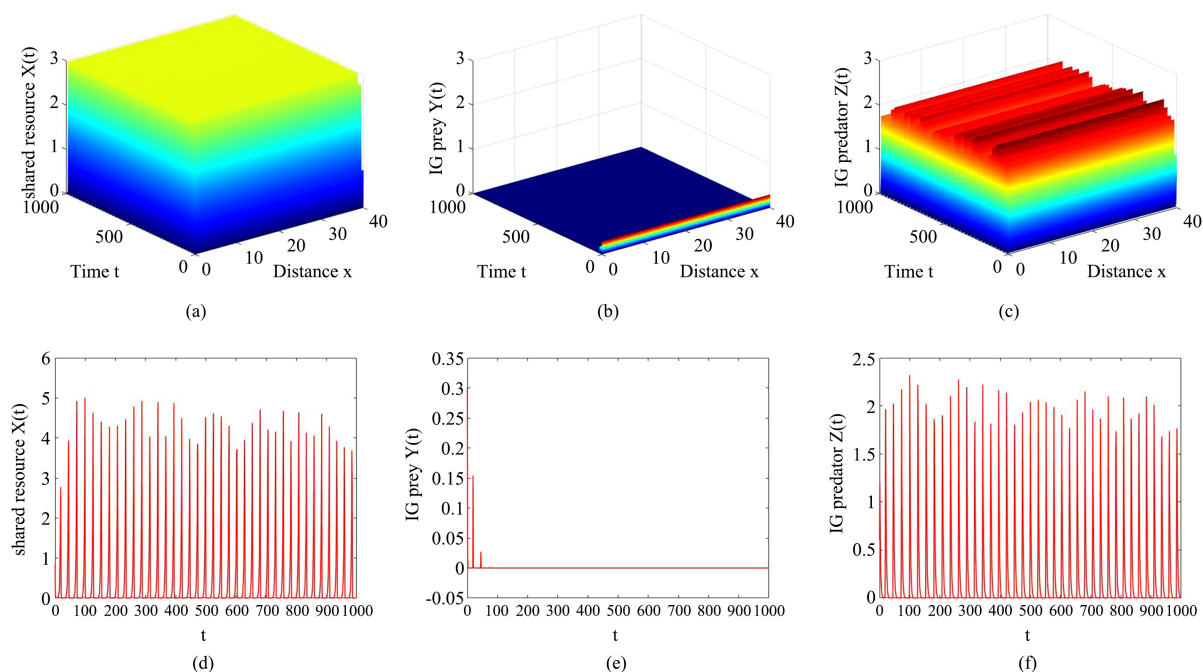 shared resource X(t)
3
2
1
0
1000
500
0
0
10
20
30
40
Time t
Distance x
(a)
IG prey Y(t)
3
2
1
0
1000
500
0
0
10
20
30
40
Time t
Distance x
(b)
IG predator Z(t)
3
2
1
0
1000
500
0
0
10
20
30
40
Time t
Distance x
(c)
shared resource X(t)
6
5
4
3
2
1
0
0 100 200 300 400 500 600 700 800 900 1000
t
(d)
IG prey Y(t)
0.35
0.3
0.25
0.2
0.15
0.1
0.05
0
-0.05
0 100 200 300 400 500 600 700 800 900 1000
t
(e)
IG predator Z(t)
2.5
2
1.5
1
0.5
0
0 100 200 300 400 500 600 700 800 900 1000
t
(f)